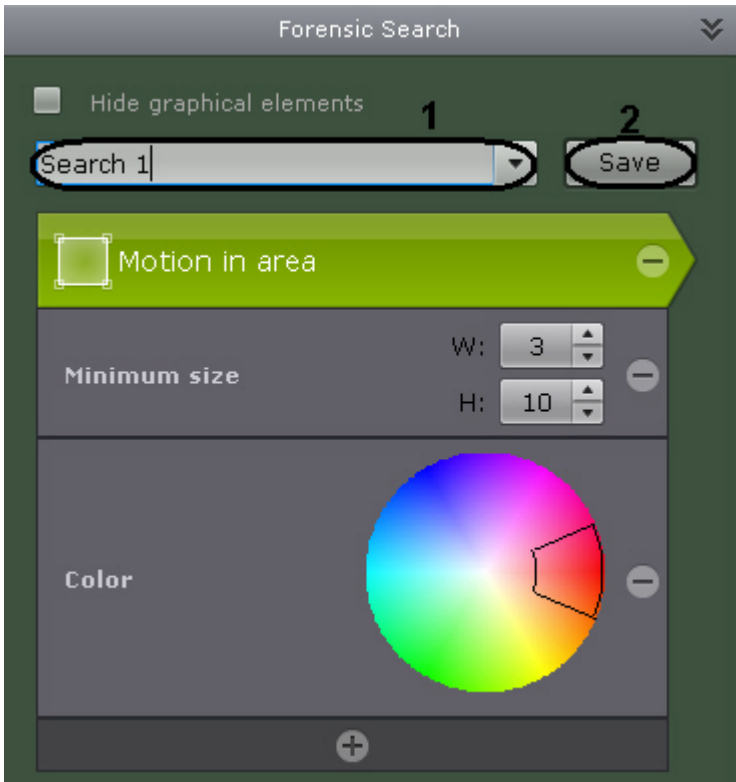 Forensic Search
Hide graphical elements
1
2
Search 1
Save
Motion in area
W: 3
Minimum size
H: 10
Color